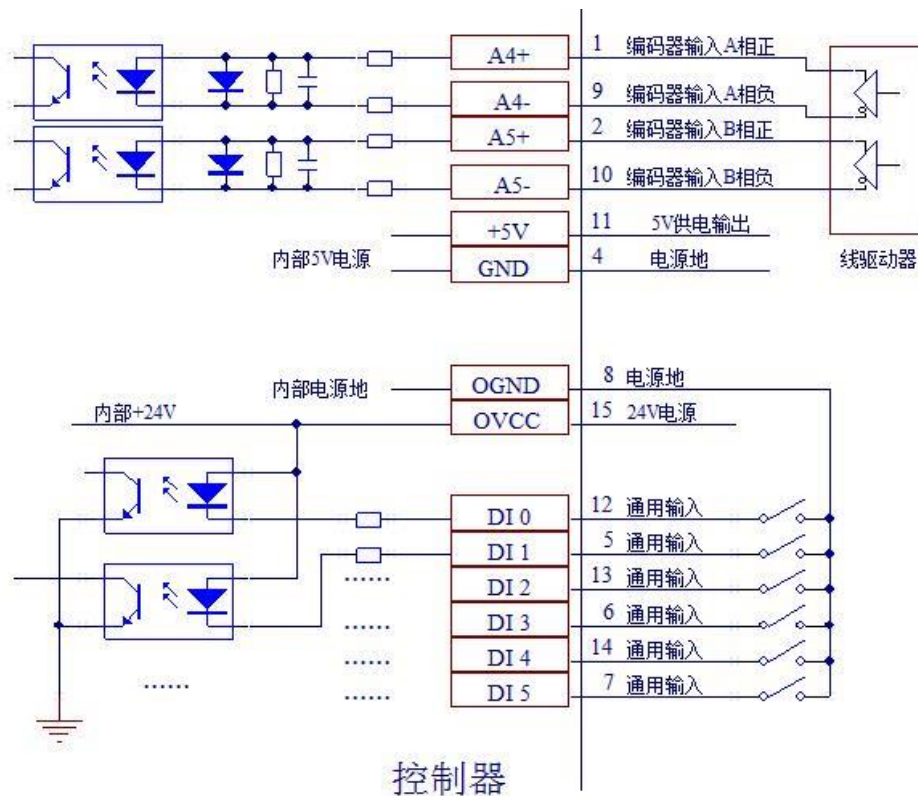 A4+ 1 编码器输入A相正
A4- 9 编码器输入A相负
A5+ 2 编码器输入B相正
A5- 10 编码器输入B相负
+5V 11 5V供电输出
内部5V电源
GND 4 电源地
线驱动器
内部电源地 OGND 8 电源地
内部+24V OVCC 15 24V电源
DI 0 12 通用输入
DI 1 5 通用输入
...... DI 2 13 通用输入
...... DI 3 6 通用输入
...... DI 4 14 通用输入
...... ...... DI 5 7 通用输入
控制器